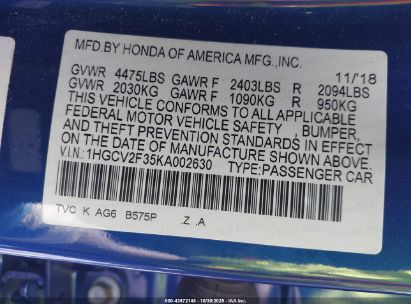 MFD.BY HONDA OF AMERICA MFG.,INC.
11/'18
GVWR 4475LBS GAWR F 2403LBS R 2094LBS
GVWR 2030KG GAWR F 1090KG R 950KG
THIS VEHICLE CONFORMS TO ALL APPLICABLE
FEDERAL MOTOR VEHICLE SAFETY , BUMPER,
AND THEFT PREVENTION STANDARDS IN EFFECT
ON THE DATE OF MANUFACTURE SHOWN ABOVE.
V.I.N:1HGCV2F35KA002630 TYPE:PASSENGER CAR
TVC K AG6 B575P .Z .A